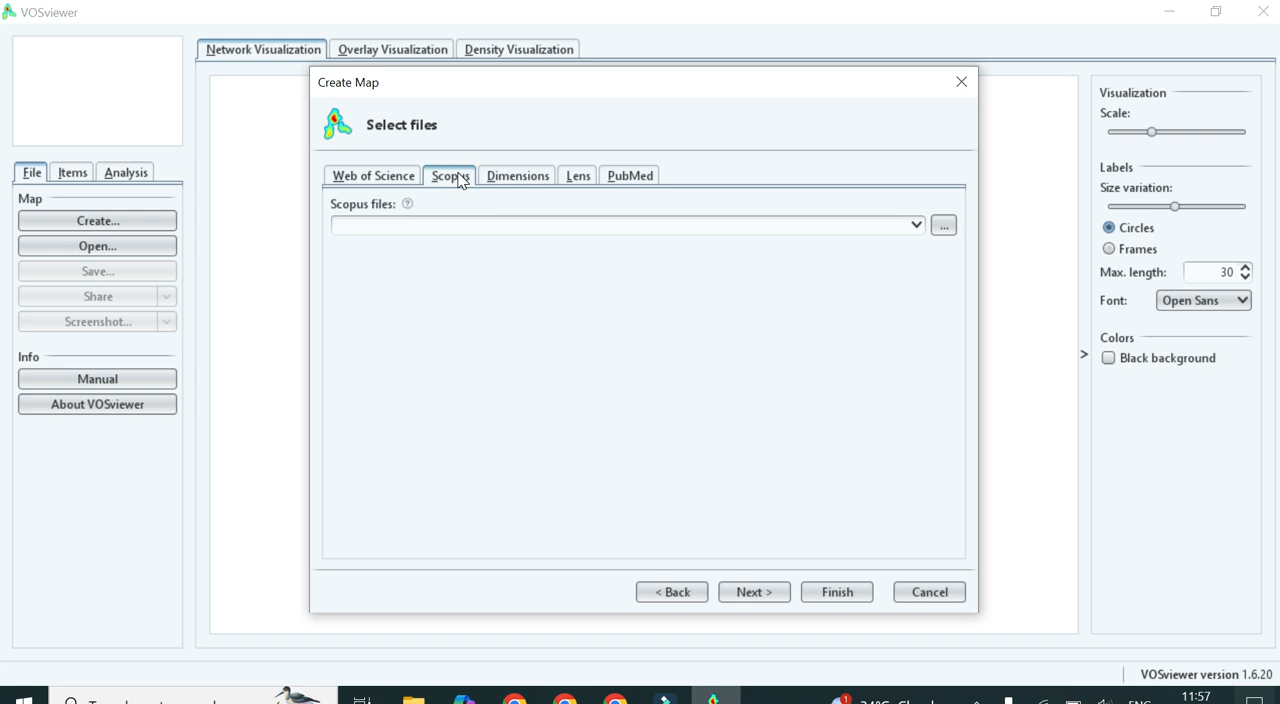 VOSviewer
Network Visualization
Overlay Visualization
Density Visualization
File
Items
Analysis
Map
Create...
Open...
Save...
Share
Screenshot...
Info
Manual
About VOSviewer
Create Map
Select files
Web of Science
Scopus
Dimensions
Lens
PubMed
Scopus files: ?
...
< Back
Next >
Finish
Cancel
Visualization
Scale:
Labels
Size variation:
Circles
Frames
Max. length: 30
Font: Open Sans
Colors
Black background
>
VOSviewer version 1.6.20
1
11:57